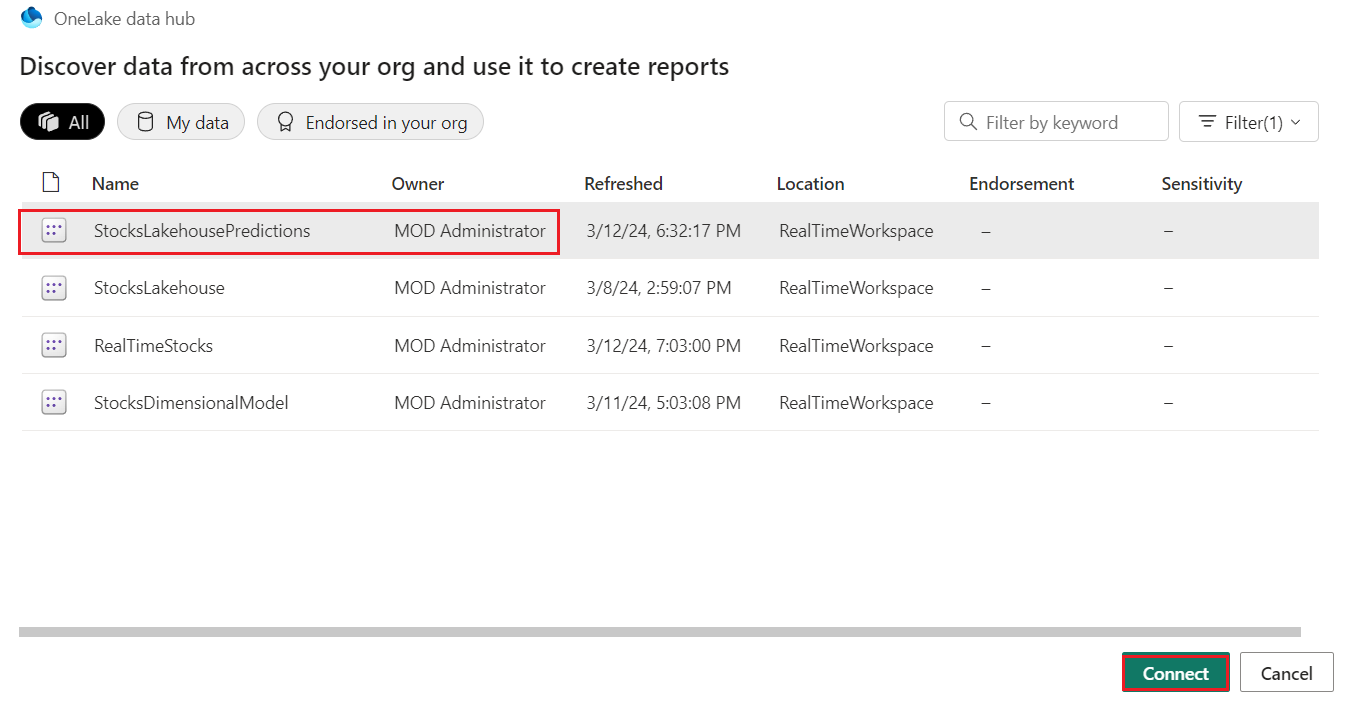 OneLake data hub
Discover data from across your org and use it to create reports
All My data Endorsed in your org Filter by keyword Filter(1)
Name Owner Refreshed Location Endorsement Sensitivity
StocksLakehousePredictions MOD Administrator 3/12/24, 6:32:17 PM RealTimeWorkspace – –
StocksLakehouse MOD Administrator 3/8/24, 2:59:07 PM RealTimeWorkspace – –
RealTimeStocks MOD Administrator 3/12/24, 7:03:00 PM RealTimeWorkspace – –
StocksDimensionalModel MOD Administrator 3/11/24, 5:03:08 PM RealTimeWorkspace – –
Connect Cancel